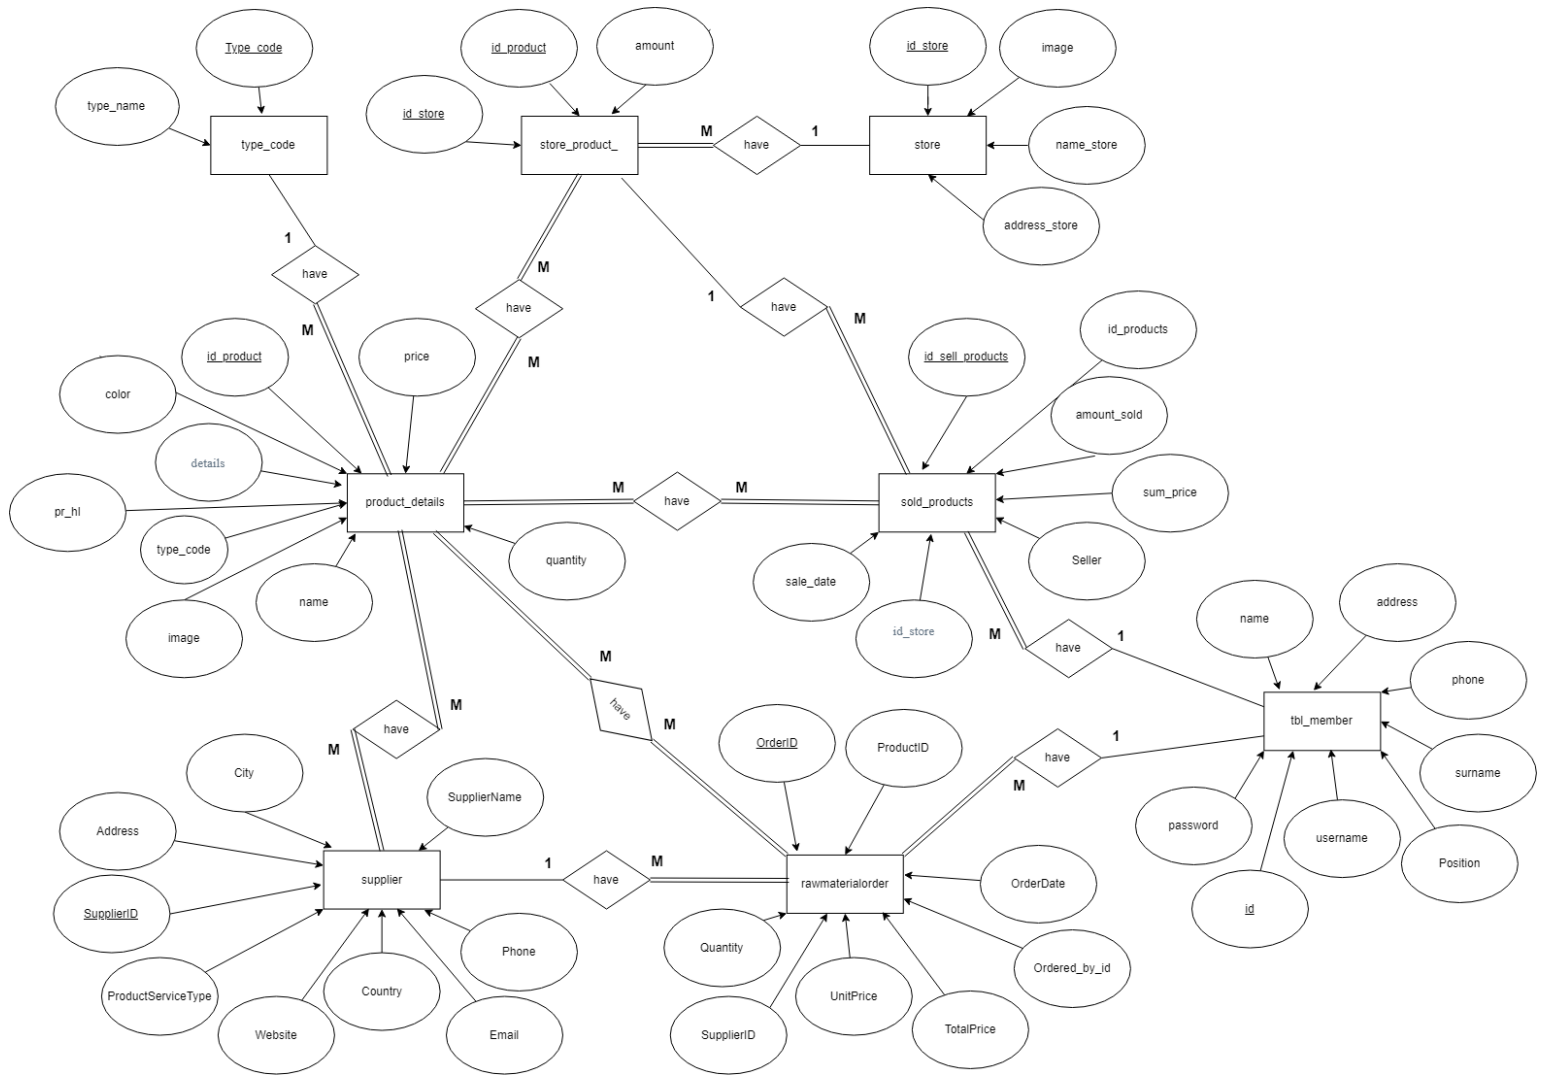 Type_code
id_product
amount
id_store
image
type_name
id_store
type_code
store_product_
M
have
1
store
name_store
address_store
1
have
M
have
M
1
have
M
M
id_product
price
id_sell_products
id_products
color
details
amount_sold
pr_hl
product_details
M
have
M
sold_products
sum_price
type_code
quantity
Seller
name
sale_date
image
id_store
M
have
1
name
address
M
have
M
phone
M
have
M
tbl_member
OrderID
ProductID
M
have
1
surname
City
SupplierName
Address
password
username
Position
supplier
1
have
M
rawmaterialorder
OrderDate
id
SupplierID
Phone
Quantity
Ordered_by_id
ProductServiceType
Country
UnitPrice
Website
Email
SupplierID
TotalPrice